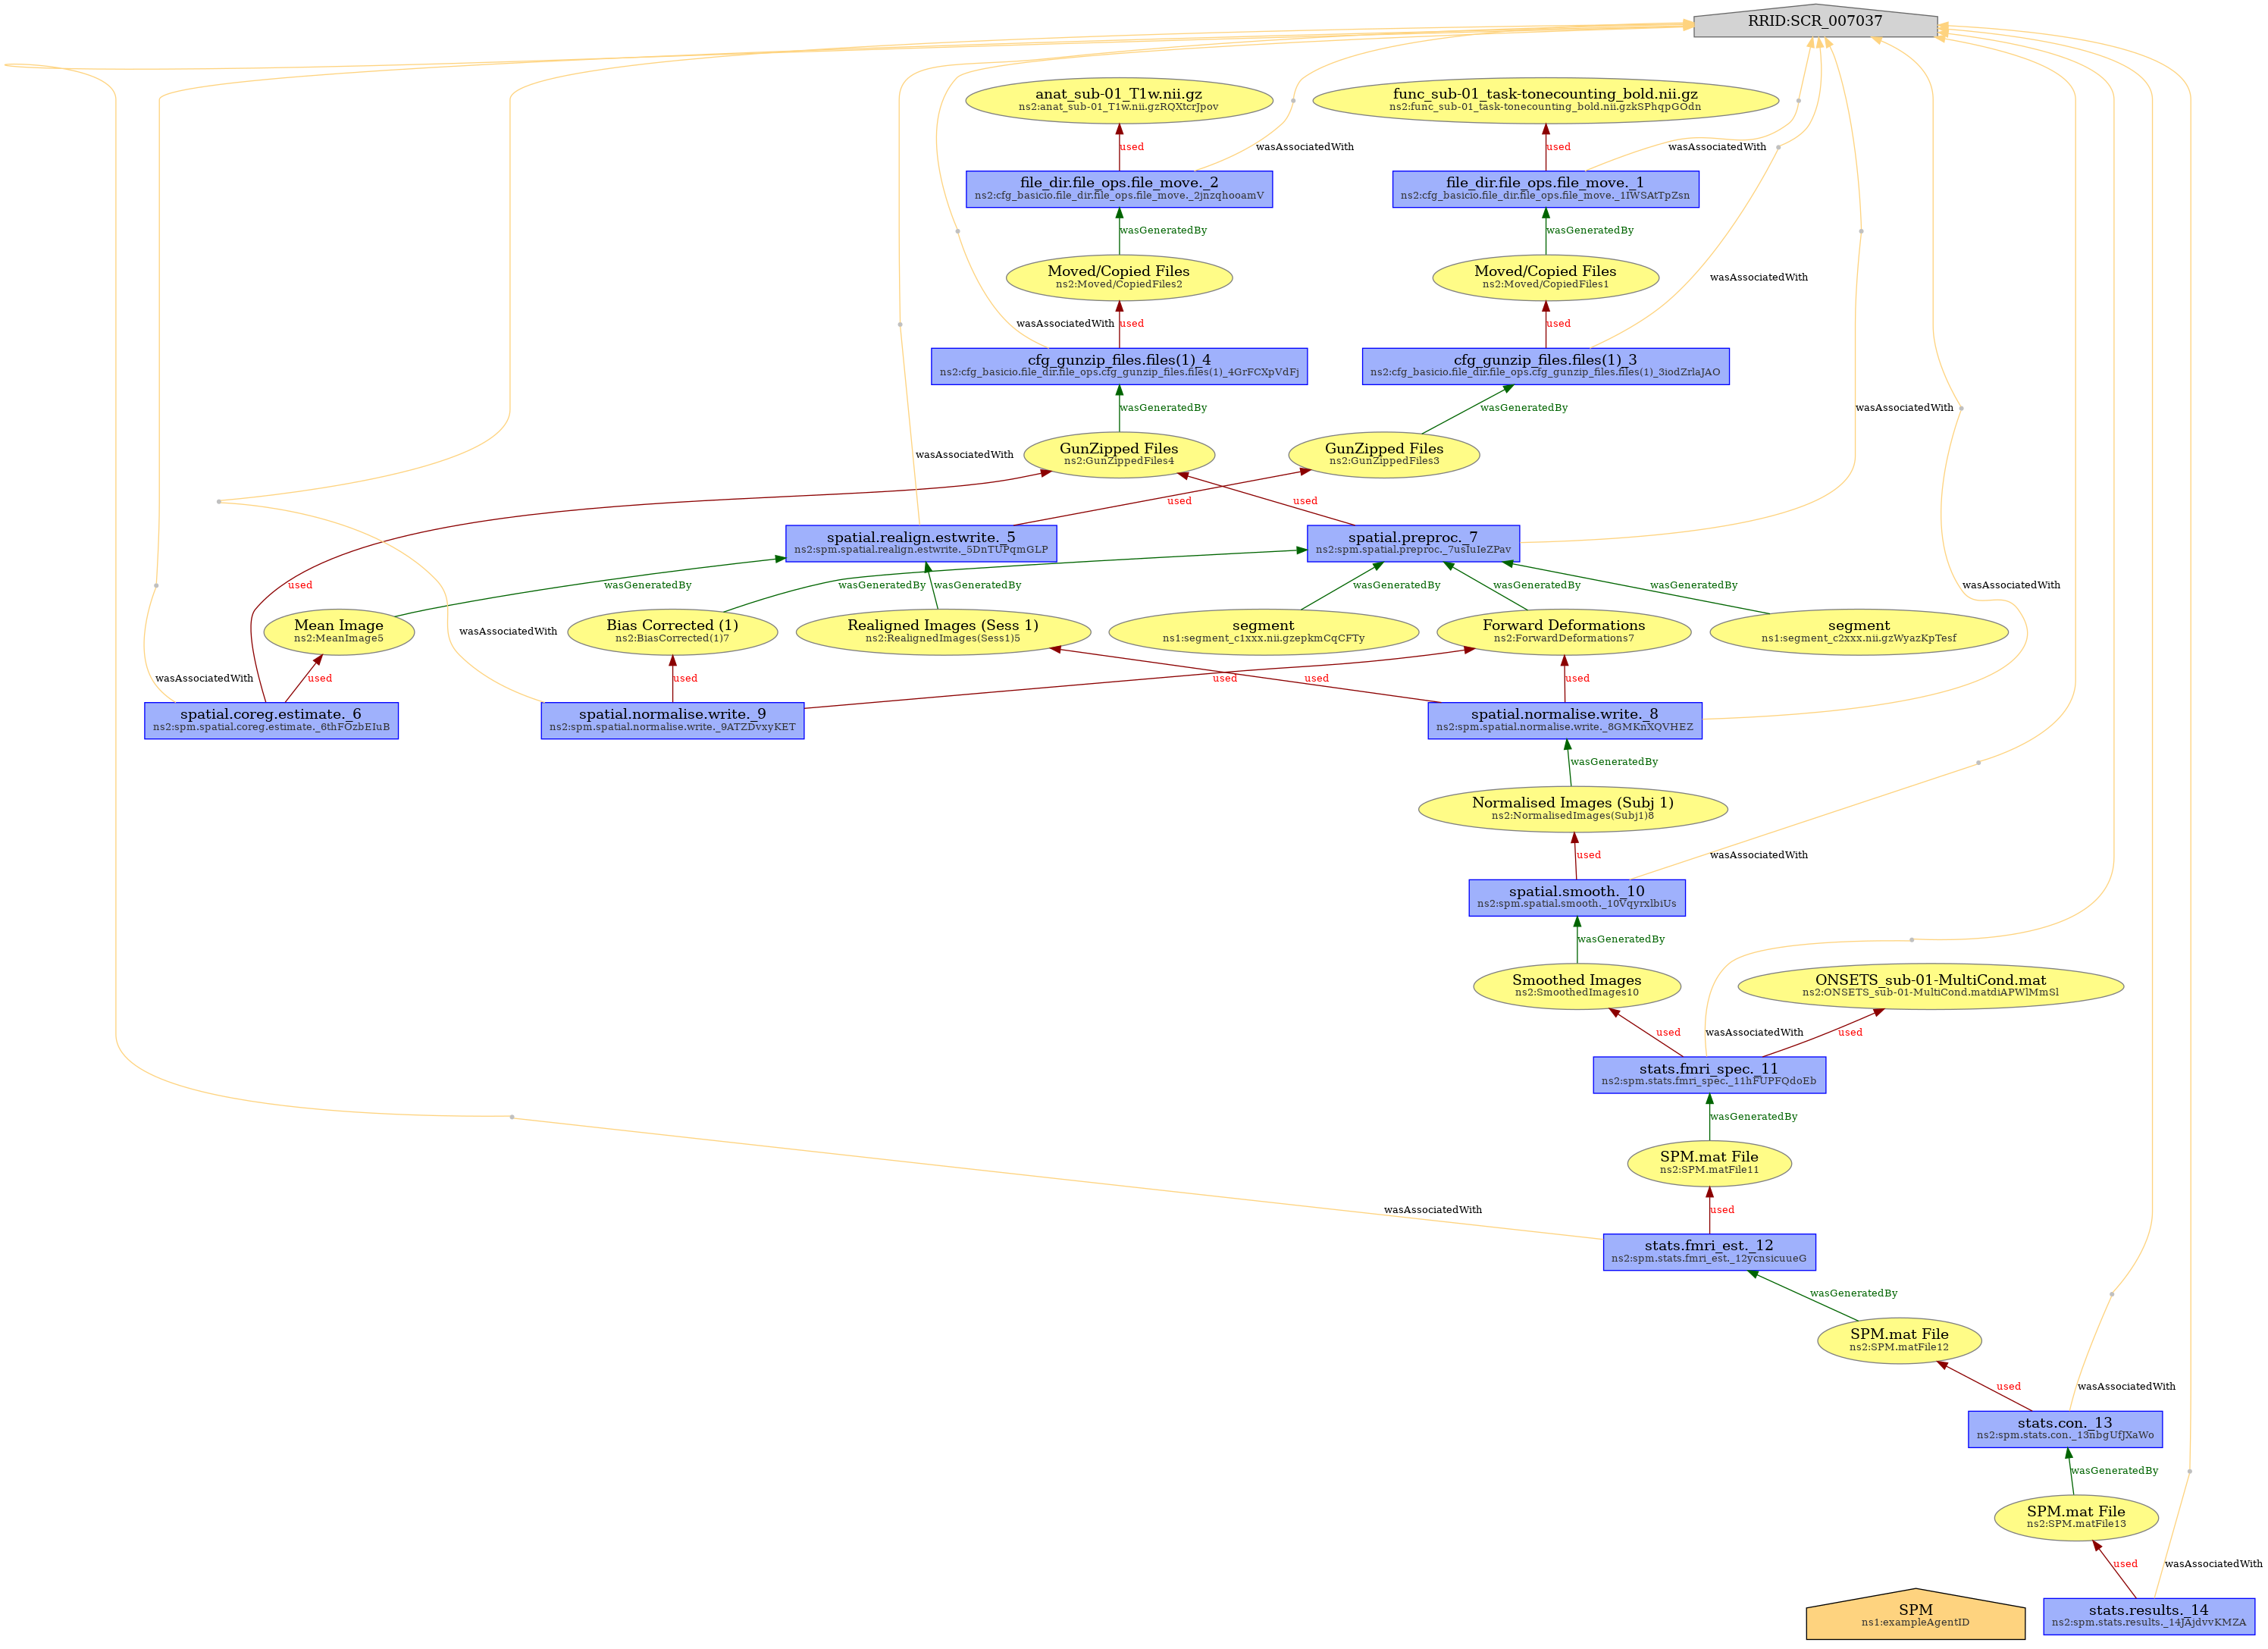 RRID:SCR_007037
anat_sub-01_T1w.nii.gz
ns2:anat_sub-01_T1w.nii.gzRQXtcrJpov
func_sub-01_task-tonecounting_bold.nii.gz
ns2:func_sub-01_task-tonecounting_bold.nii.gzkSPhqpGOdn
used
wasAssociatedWith
used
wasAssociatedWith
file_dir.file_ops.file_move._2
ns2:cfg_basicio.file_dir.file_ops.file_move._2jnzqhooamV
file_dir.file_ops.file_move._1
ns2:cfg_basicio.file_dir.file_ops.file_move._1IWSAtTpZsn
wasGeneratedBy
wasGeneratedBy
Moved/Copied Files
ns2:Moved/CopiedFiles2
Moved/Copied Files
ns2:Moved/CopiedFiles1
wasAssociatedWith
wasAssociatedWith
used
used
cfg_gunzip_files.files(1)_4
ns2:cfg_basicio.file_dir.file_ops.cfg_gunzip_files.files(1)_4GrFCXpVdFj
cfg_gunzip_files.files(1)_3
ns2:cfg_basicio.file_dir.file_ops.cfg_gunzip_files.files(1)_3iodZrlaJAO
wasGeneratedBy
wasGeneratedBy
wasAssociatedWith
GunZipped Files
ns2:GunZippedFiles4
GunZipped Files
ns2:GunZippedFiles3
wasAssociatedWith
used
used
spatial.realign.estwrite._5
ns2:spm.spatial.realign.estwrite._5DnTUPqmGLP
spatial.preproc._7
ns2:spm.spatial.preproc._7usIuIeZPav
used
wasGeneratedBy
wasGeneratedBy
wasGeneratedBy
wasGeneratedBy
wasGeneratedBy
wasGeneratedBy
wasAssociatedWith
Mean Image
ns2:MeanImage5
wasAssociatedWith
Bias Corrected (1)
ns2:BiasCorrected(1)7
Realigned Images (Sess 1)
ns2:RealignedImages(Sess1)5
segment
ns1:segment_c1xxx.nii.gzepkmCqCFTy
Forward Deformations
ns2:ForwardDeformations7
segment
ns1:segment_c2xxx.nii.gzWyazKpTesf
wasAssociatedWith
used
used
used
used
used
spatial.coreg.estimate._6
ns2:spm.spatial.coreg.estimate._6thFOzbEIuB
spatial.normalise.write._9
ns2:spm.spatial.normalise.write._9ATZDvxyKET
spatial.normalise.write._8
ns2:spm.spatial.normalise.write._8GMKnXQVHEZ
wasGeneratedBy
Normalised Images (Subj 1)
ns2:NormalisedImages(Subj1)8
used
wasAssociatedWith
spatial.smooth._10
ns2:spm.spatial.smooth._10VqyrxlbiUs
wasGeneratedBy
Smoothed Images
ns2:SmoothedImages10
ONSETS_sub-01-MultiCond.mat
ns2:ONSETS_sub-01-MultiCond.matdiAPWlMmSl
used
wasAssociatedWith
used
stats.fmri_spec._11
ns2:spm.stats.fmri_spec._11hFUPFQdoEb
wasGeneratedBy
SPM.mat File
ns2:SPM.matFile11
wasAssociatedWith
used
stats.fmri_est._12
ns2:spm.stats.fmri_est._12ycnsicuueG
wasGeneratedBy
SPM.mat File
ns2:SPM.matFile12
used
wasAssociatedWith
stats.con._13
ns2:spm.stats.con._13nbgUfJXaWo
wasGeneratedBy
SPM.mat File
ns2:SPM.matFile13
used
wasAssociatedWith
SPM
ns1:exampleAgentID
stats.results._14
ns2:spm.stats.results._14JAjdvvKMZA